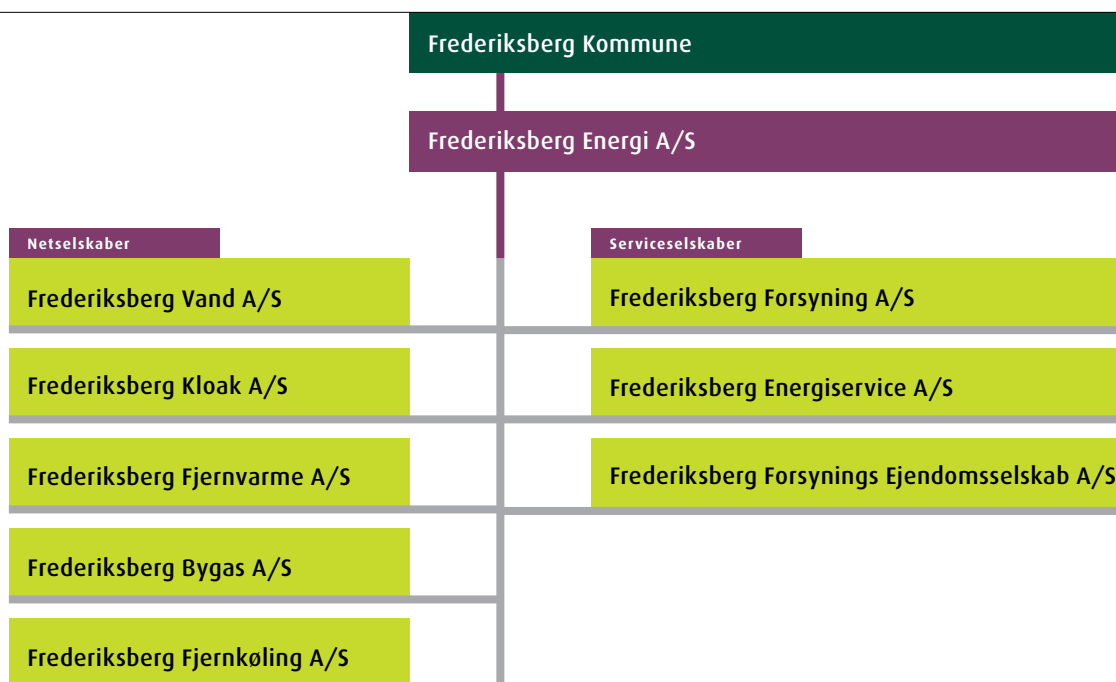 Frederiksberg Kommune
Frederiksberg Energi A/S
Netselskaber
Frederiksberg Vand A/S
Frederiksberg Kloak A/S
Frederiksberg Fjernvarme A/S
Frederiksberg Bygas A/S
Frederiksberg Fjernkøling A/S
Serviceselskaber
Frederiksberg Forsyning A/S
Frederiksberg Energiservice A/S
Frederiksberg Forsynings Ejendomsselskab A/S